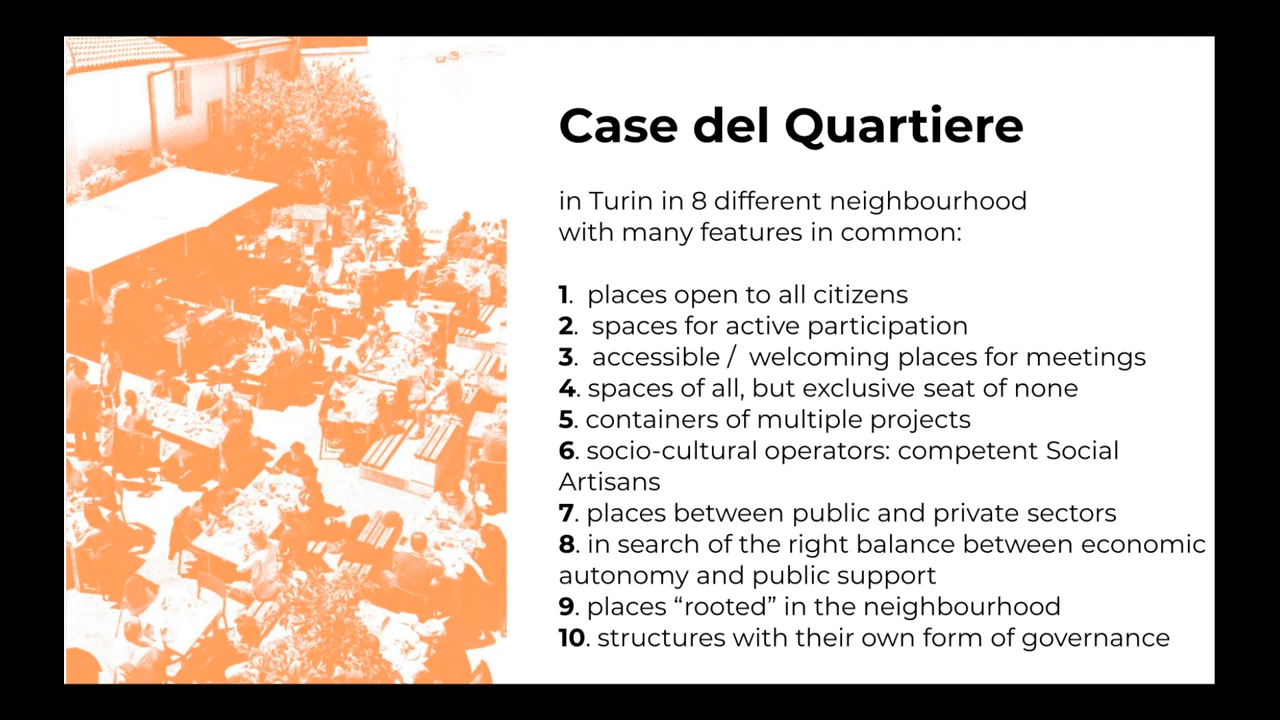 Case del Quartiere
in Turin in 8 different neighbourhood
with many features in common:
1.  places open to all citizens
2.  spaces for active participation
3.  accessible /  welcoming places for meetings
4. spaces of all, but exclusive seat of none
5. containers of multiple projects
6. socio-cultural operators: competent Social
Artisans
7. places between public and private sectors
8. in search of the right balance between economic
autonomy and public support
9. places “rooted” in the neighbourhood
10. structures with their own form of governance